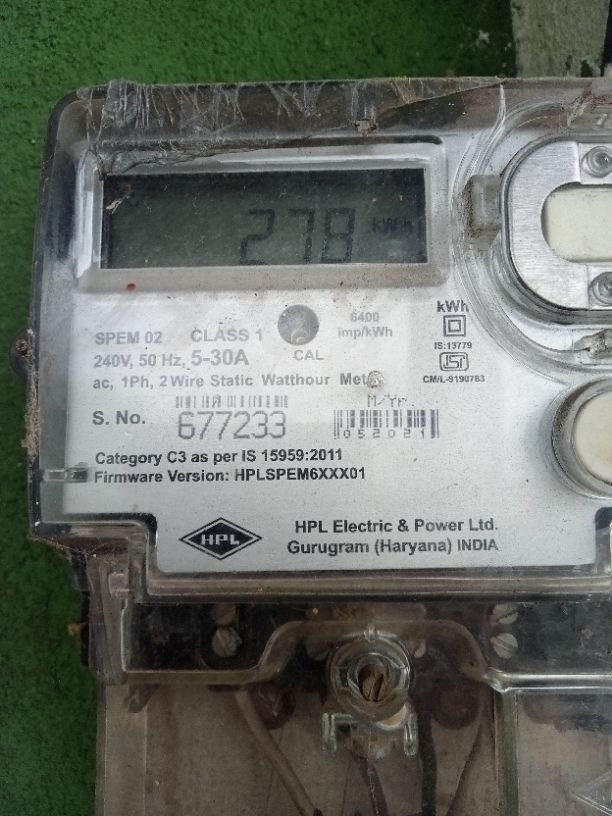 278 kWh
SPEM 02 CLASS 1
6400 imp/kWh
kWh
240V, 50 Hz, 5-30A
CAL
IS:13779
ac, 1Ph, 2 Wire Static Watthour Meter
CM/L-9190783
M/Yr.
S. No. 677233
052021
Category C3 as per IS 15959:2011
Firmware Version: HPLSPEM6XXX01
HPL
HPL Electric & Power Ltd.
Gurugram (Haryana) INDIA